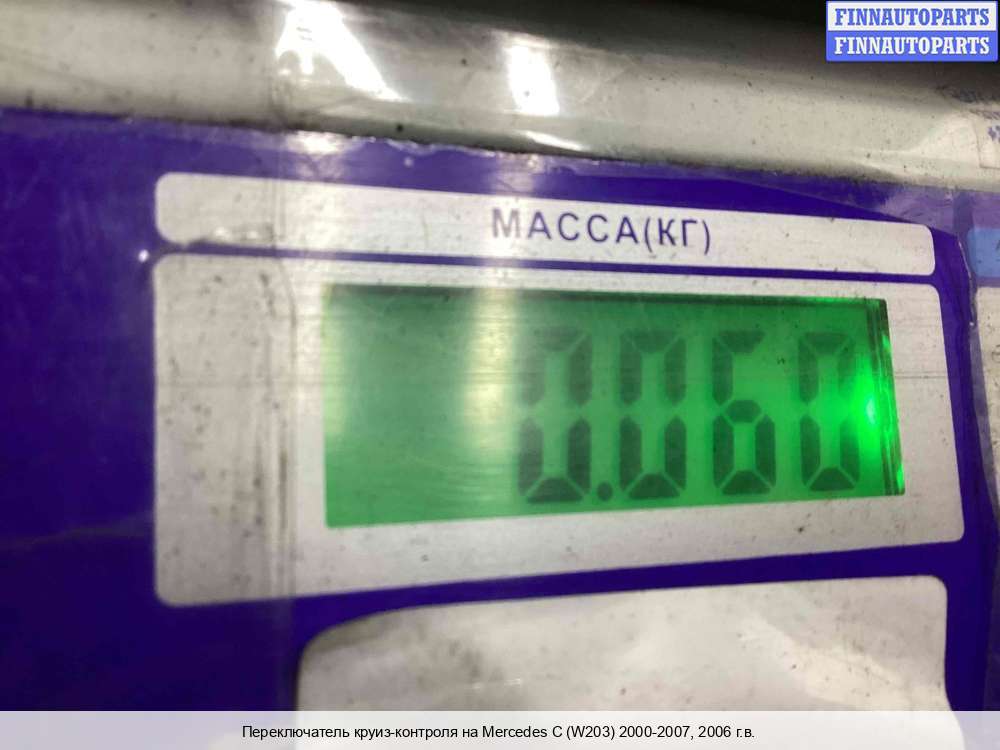 FINNAUTOPARTS
FINNAUTOPARTS
МАССА(КГ)
0.060
Переключатель круиз-контроля на Mercedes C (W203) 2000-2007, 2006 г.в.